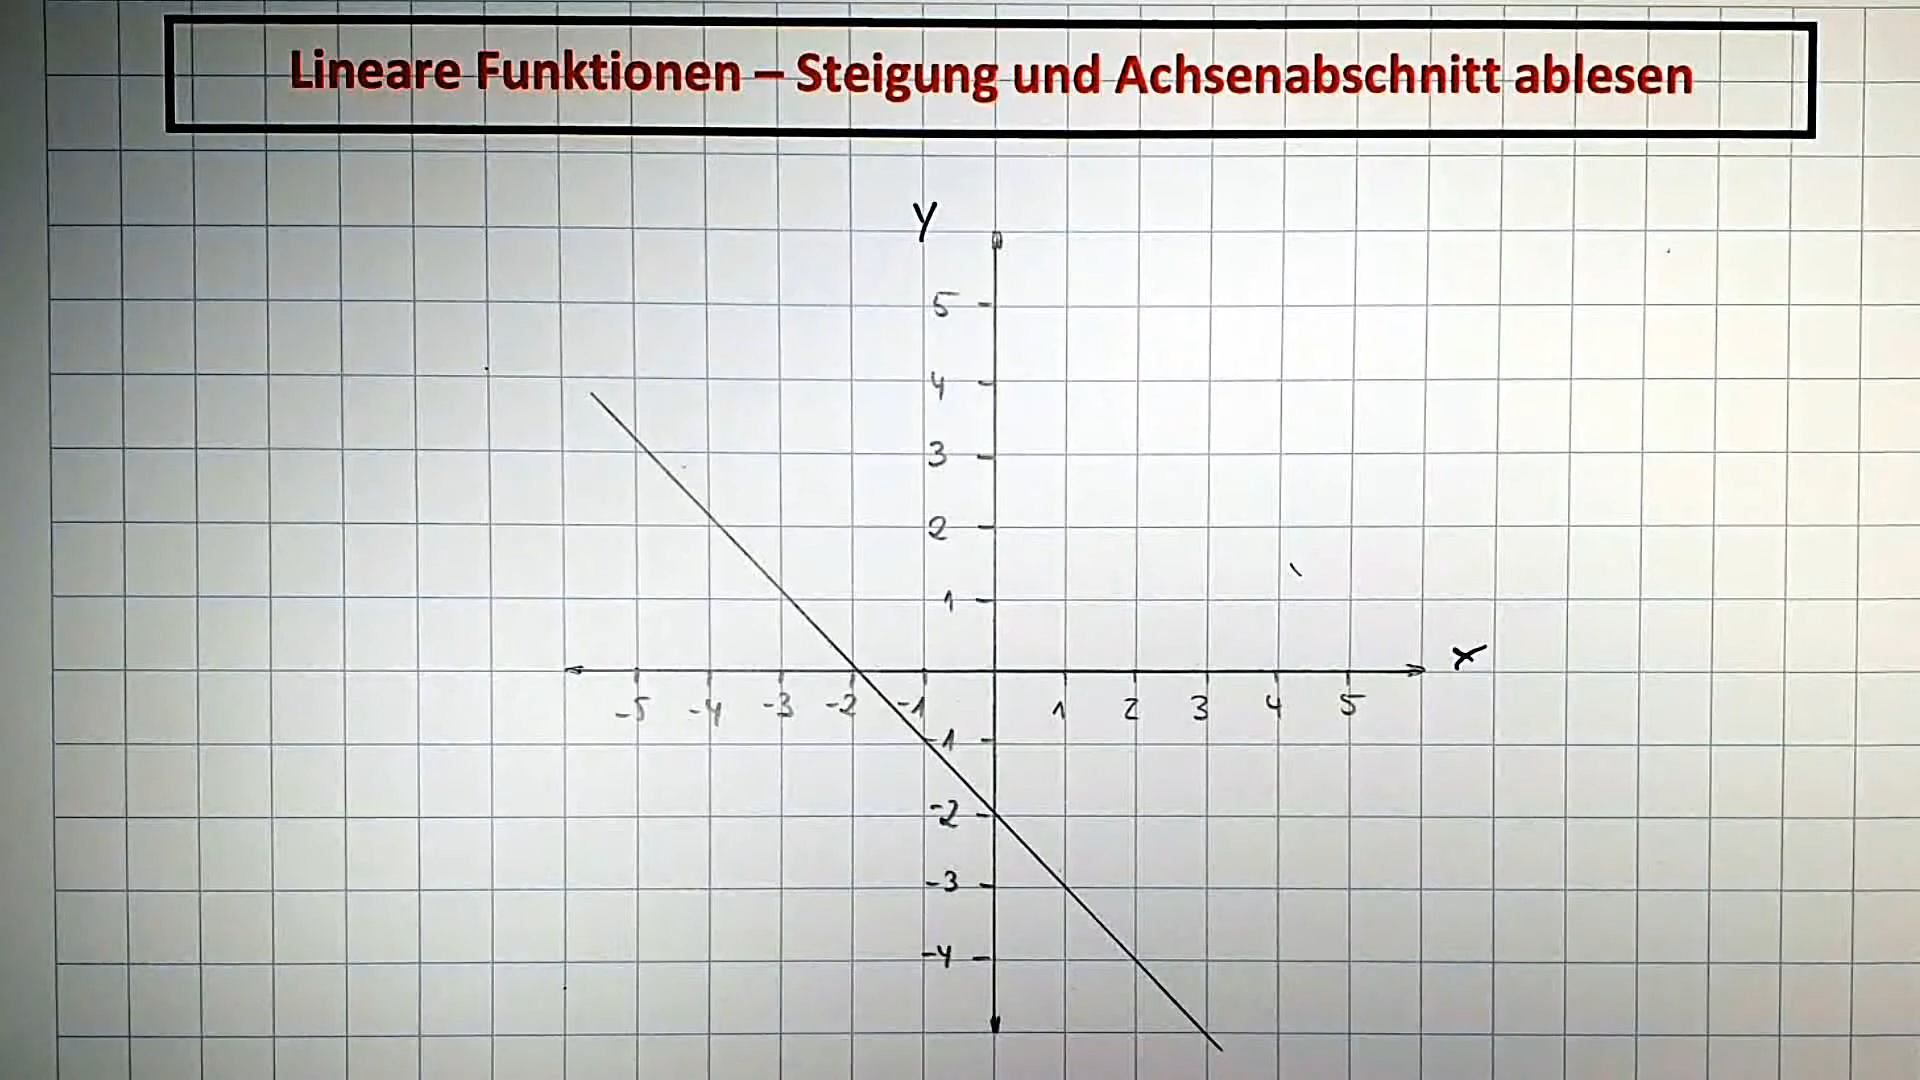 Lineare Funktionen – Steigung und Achsenabschnitt ablesen
y
5
4
3
2
1
x
-5 -4 -3 -2 -1 1 2 3 4 5
-1
-2
-3
-4